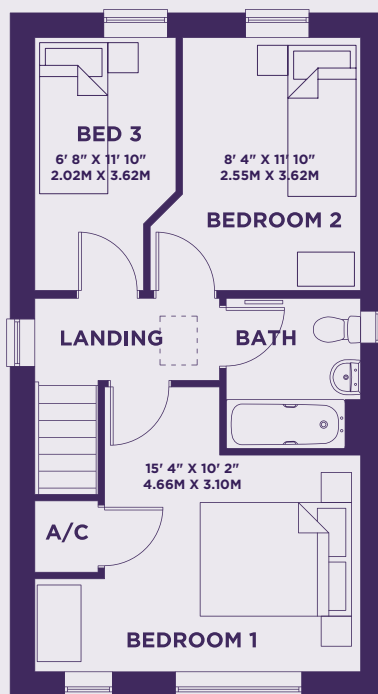 BED 3
6' 8" X 11' 10"
2.02M X 3.62M
8' 4" X 11' 10"
2.55M X 3.62M
BEDROOM 2
LANDING
BATH
15' 4" X 10' 2"
4.66M X 3.10M
A/C
BEDROOM 1